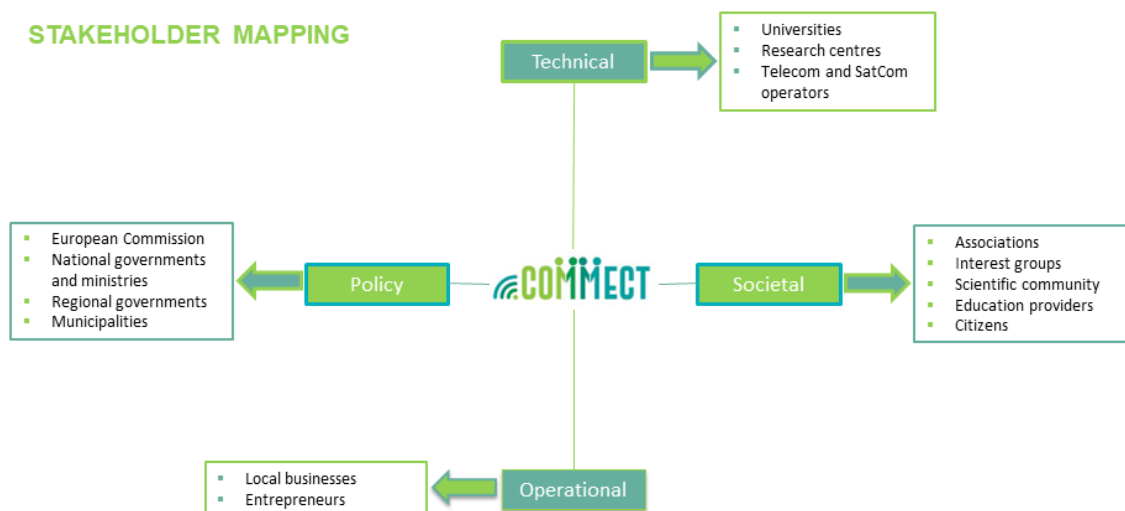 STAKEHOLDER MAPPING
Technical
▪ Universities
▪ Research centres
▪ Telecom and SatCom
operators
▪ European Commission
▪ National governments
and ministries
▪ Regional governments
▪ Municipalities
Policy
COMMECT
Societal
▪ Associations
▪ Interest groups
▪ Scientific community
▪ Education providers
▪ Citizens
▪ Local businesses
▪ Entrepreneurs
Operational